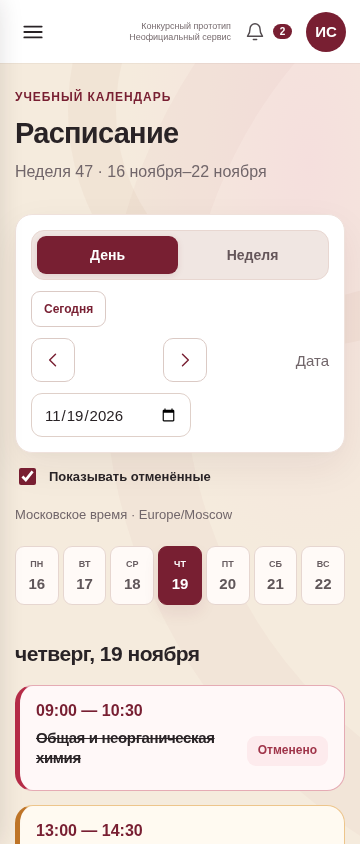 Конкурсный прототип
Неофициальный сервис
2
ИС
УЧЕБНЫЙ КАЛЕНДАРЬ
Расписание
Неделя 47 · 16 ноября–22 ноября
День
Неделя
Сегодня
Дата
11/19/2026
Показывать отменённые
Московское время · Europe/Moscow
ПН
ВТ
СР
ЧТ
ПТ
СБ
ВС
16
17
18
19
20
21
22
четверг, 19 ноября
09:00 — 10:30
Общая и неорганическая
химия
Отменено
13:00 — 14:30